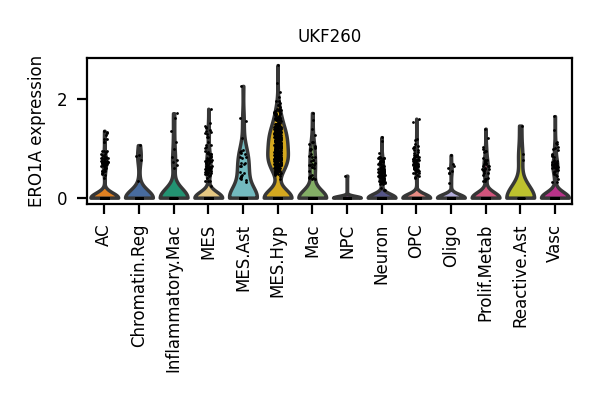 UKF260
ERO1A expression
2
0
AC
Chromatin.Reg
Inflammatory.Mac
MES
MES.Ast
MES.Hyp
Mac
NPC
Neuron
OPC
Oligo
Prolif.Metab
Reactive.Ast
Vasc